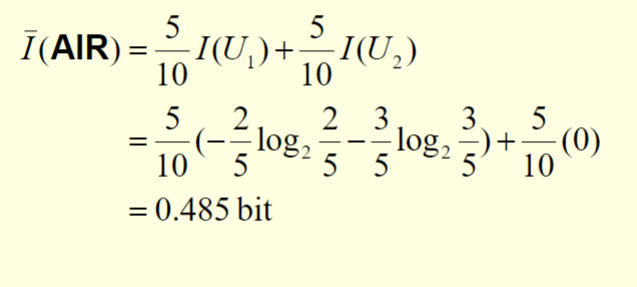 Ī(AIR) = 5/10 I(U₁) + 5/10 I(U₂)
= 5/10 (−2/5 log₂ 2/5 − 3/5 log₂ 3/5) + 5/10 (0)
= 0.485 bit